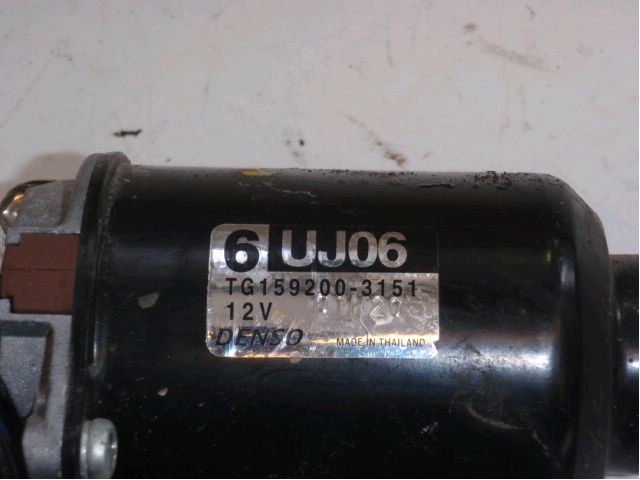 6 UJ06
TG159200-3151
12V
DENSO MADE IN THAILAND